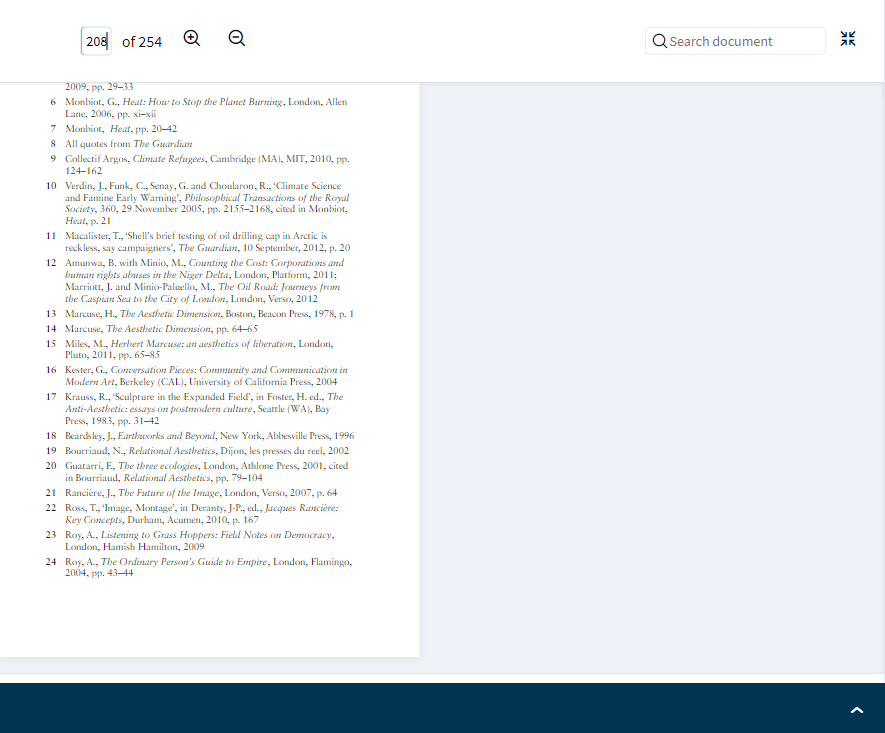 208 of 254
Search document
2009, pp. 29–33
6 Monbiot, G., Heat: How to Stop the Planet Burning, London, Allen
Lane, 2006, pp. xi–xii
7 Monbiot, Heat, pp. 20–42
8 All quotes from The Guardian
9 Collectif Argos, Climate Refugees, Cambridge (MA), MIT, 2010, pp.
124–162
10 Verdin, J., Funk, C., Senay, G. and Choularon, R., ‘Climate Science
and Famine Early Warning’, Philosophical Transactions of the Royal
Society, 360, 29 November 2005, pp. 2155–2168, cited in Monbiot,
Heat, p. 21
11 Macalister, T., ‘Shell’s brief testing of oil drilling cap in Arctic is
reckless, say campaigners’, The Guardian, 10 September, 2012, p. 20
12 Amunwa, B. with Minio, M., Counting the Cost: Corporations and
human rights abuses in the Niger Delta, London, Platform, 2011;
Marriott, J. and Minio-Paluello, M., The Oil Road: Journeys from
the Caspian Sea to the City of London, London, Verso, 2012
13 Marcuse, H., The Aesthetic Dimension, Boston, Beacon Press, 1978, p. 1
14 Marcuse, The Aesthetic Dimension, pp. 64–65
15 Miles, M., Herbert Marcuse: an aesthetics of liberation, London,
Pluto, 2011, pp. 65–85
16 Kester, G., Conversation Pieces: Community and Communication in
Modern Art, Berkeley (CAL), University of California Press, 2004
17 Krauss, R., ‘Sculpture in the Expanded Field’, in Foster, H. ed., The
Anti-Aesthetic: essays on postmodern culture, Seattle (WA), Bay
Press, 1983, pp. 31–42
18 Beardsley, J., Earthworks and Beyond, New York, Abbesville Press, 1996
19 Bourriaud, N., Relational Aesthetics, Dijon, les presses du reel, 2002
20 Guatarri, F., The three ecologies, London, Athlone Press, 2001, cited
in Bourriaud, Relational Aesthetics, pp. 79–104
21 Rancière, J., The Future of the Image, London, Verso, 2007, p. 64
22 Ross, T., ‘Image, Montage’, in Deranty, J-P., ed., Jacques Rancière:
Key Concepts, Durham, Acumen, 2010, p. 167
23 Roy, A., Listening to Grass Hoppers: Field Notes on Democracy,
London, Hamish Hamilton, 2009
24 Roy, A., The Ordinary Person’s Guide to Empire, London, Flamingo,
2004, pp. 43–44